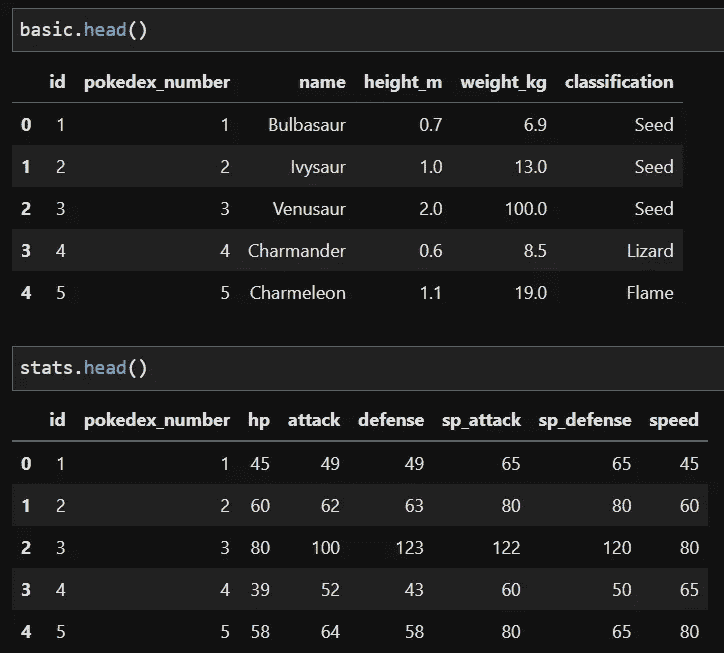 basic.head()
id pokedex_number name height_m weight_kg classification
0 1 1 Bulbasaur 0.7 6.9 Seed
1 2 2 Ivysaur 1.0 13.0 Seed
2 3 3 Venusaur 2.0 100.0 Seed
3 4 4 Charmander 0.6 8.5 Lizard
4 5 5 Charmeleon 1.1 19.0 Flame
stats.head()
id pokedex_number hp attack defense sp_attack sp_defense speed
0 1 1 45 49 49 65 65 45
1 2 2 60 62 63 80 80 60
2 3 3 80 100 123 122 120 80
3 4 4 39 52 43 60 50 65
4 5 5 58 64 58 80 65 80